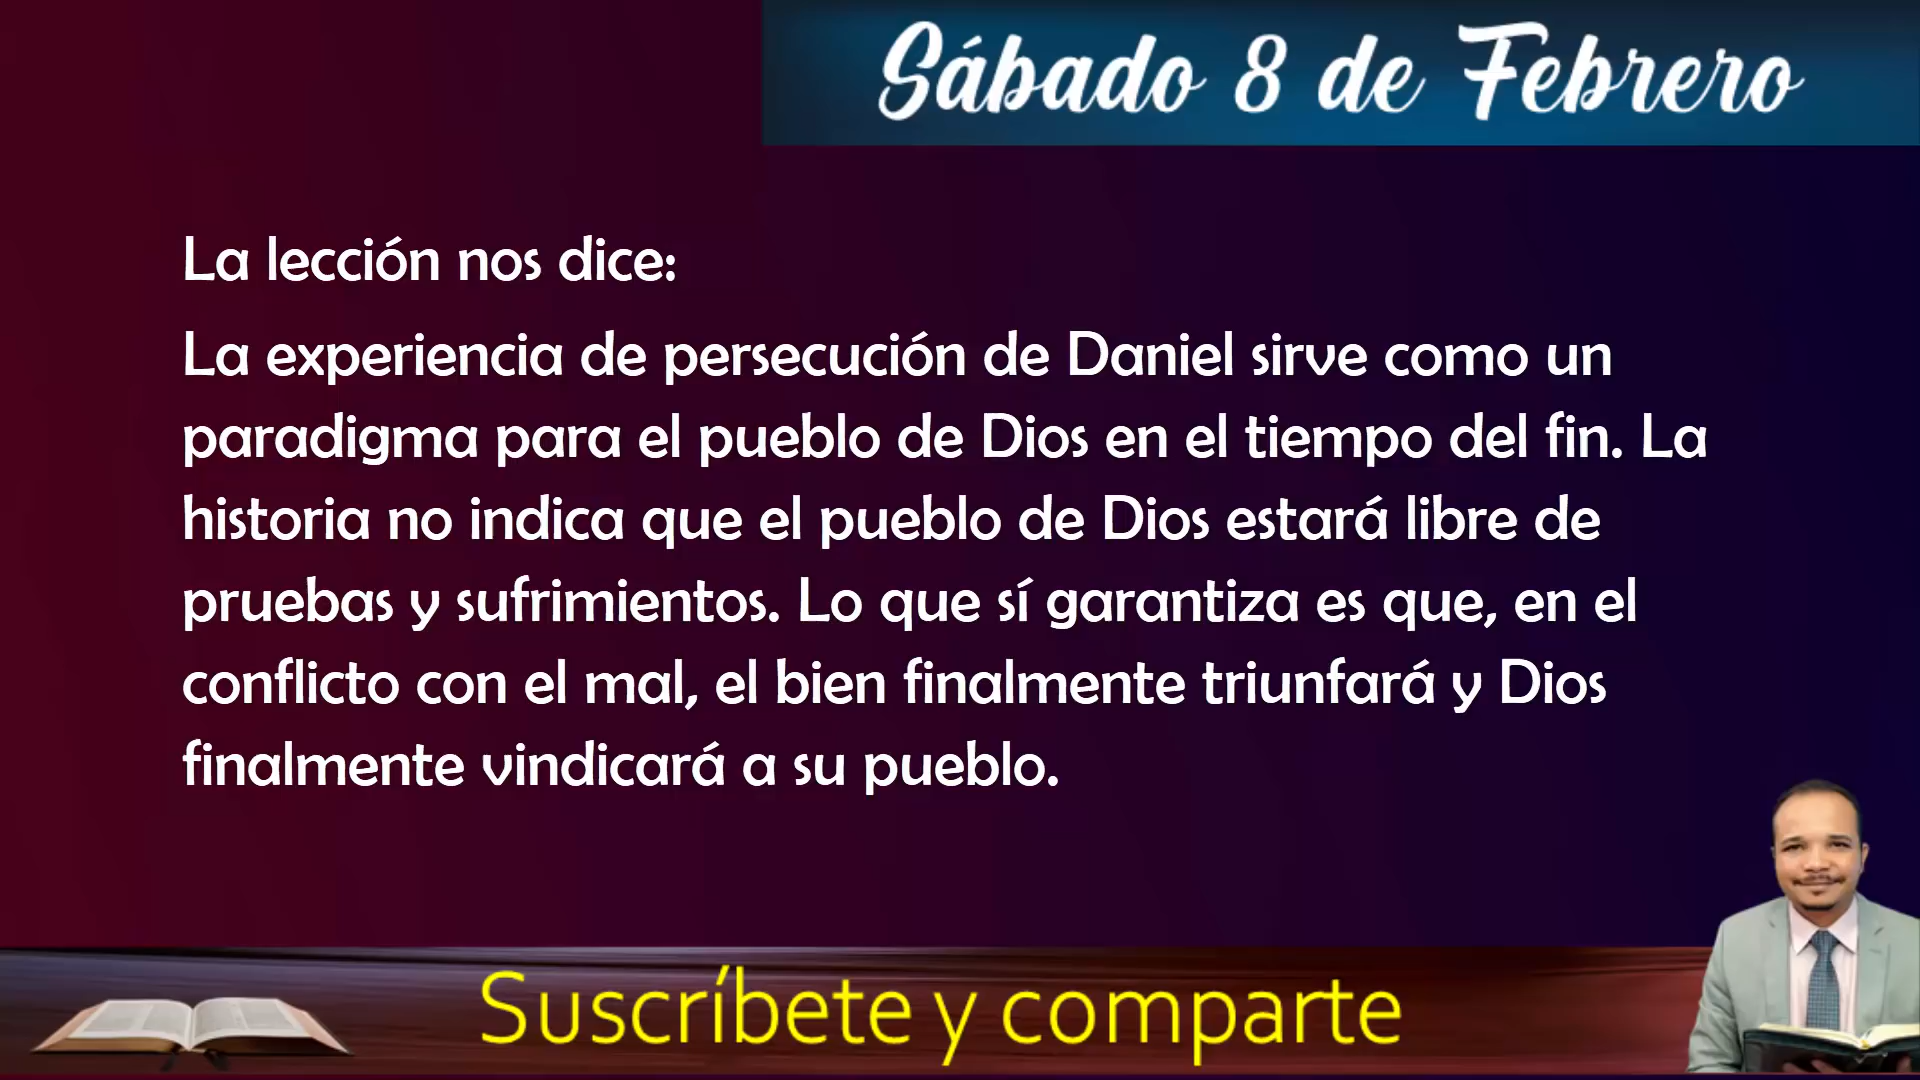 Sábado 8 de Febrero
La lección nos dice:
La experiencia de persecución de Daniel sirve como un
paradigma para el pueblo de Dios en el tiempo del fin. La
historia no indica que el pueblo de Dios estará libre de
pruebas y sufrimientos. Lo que sí garantiza es que, en el
conflicto con el mal, el bien finalmente triunfará y Dios
finalmente vindicará a su pueblo.
Suscríbete y comparte